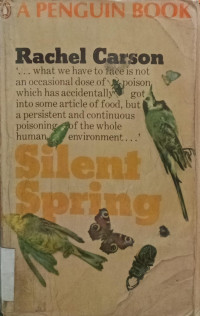 A PENGUIN BOOK
Rachel Carson
'... what we have to face is not
an occasional dose of poison
which has accidentally got
into some article of food, but
a persistent and continuous
poisoning of the whole
human environment...'
Silent
Spring